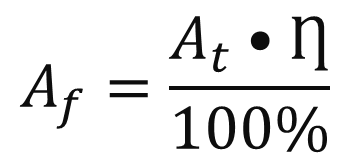 A_f = A_t • Ƞ / 100%